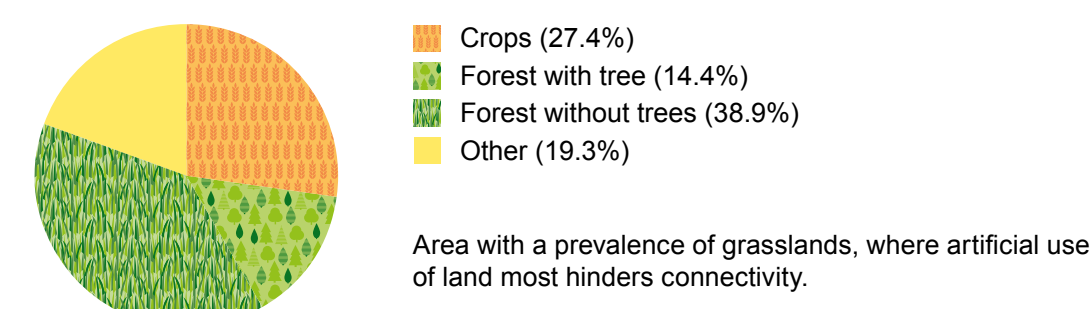 Crops (27.4%)
Forest with tree (14.4%)
Forest without trees (38.9%)
Other (19.3%)
Area with a prevalence of grasslands, where artificial use
of land most hinders connectivity.